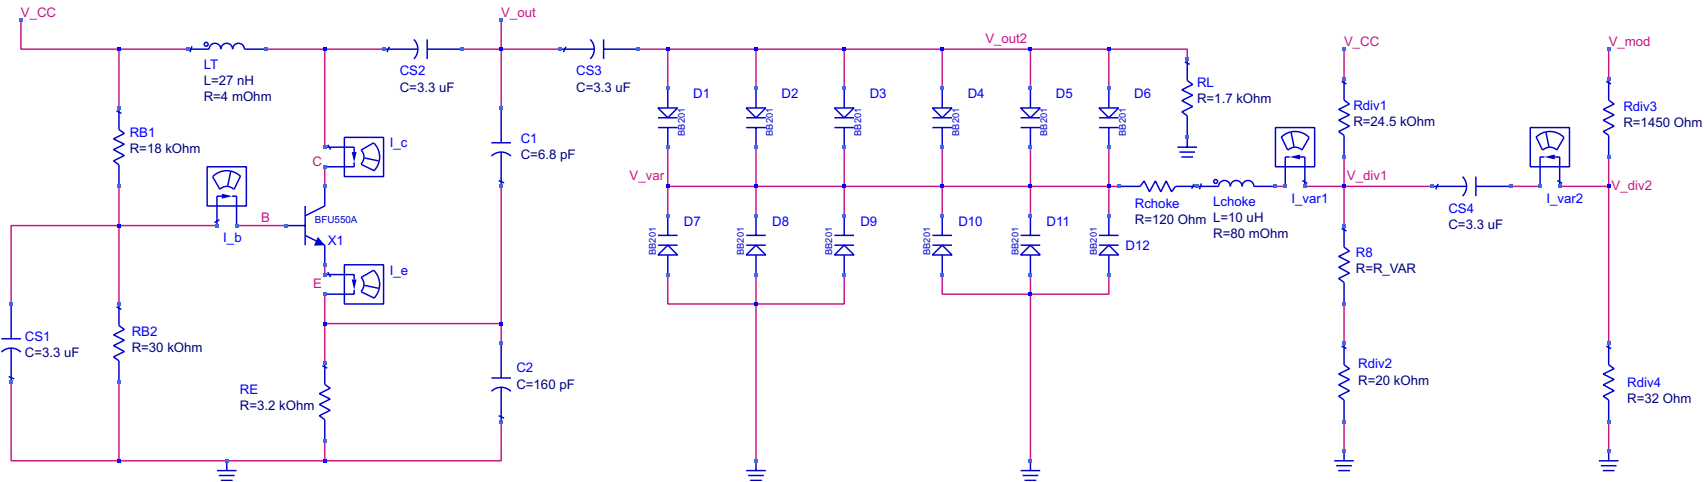 V_CC
V_out
LT
L=27 nH
R=4 mOhm
CS2
C=3.3 uF
CS3
C=3.3 uF
V_out2
RB1
R=18 kOhm
I_c
C
C1
C=6.8 pF
I_b
B
BFU550A
X1
I_e
E
CS1
C=3.3 uF
RB2
R=30 kOhm
RE
R=3.2 kOhm
C2
C=160 pF
D1
BB201
D2
BB201
D3
BB201
D4
BB201
D5
BB201
D6
BB201
RL
R=1.7 kOhm
V_var
D7
BB201
D8
BB201
D9
BB201
D10
BB201
D11
BB201
D12
BB201
Rchoke
R=120 Ohm
Lchoke
L=10 uH
R=80 mOhm
I_var1
V_CC
Rdiv1
R=24.5 kOhm
V_div1
R8
R=R_VAR
Rdiv2
R=20 kOhm
CS4
C=3.3 uF
I_var2
V_mod
Rdiv3
R=1450 Ohm
V_div2
Rdiv4
R=32 Ohm